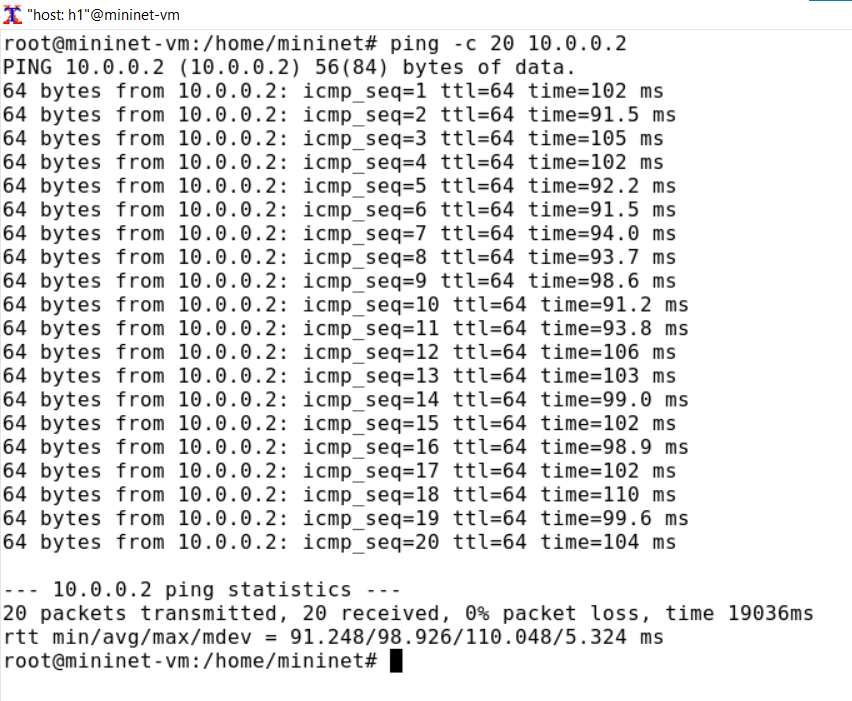 "host: h1"@mininet-vm
root@mininet-vm:/home/mininet# ping -c 20 10.0.0.2
PING 10.0.0.2 (10.0.0.2) 56(84) bytes of data.
64 bytes from 10.0.0.2: icmp_seq=1 ttl=64 time=102 ms
64 bytes from 10.0.0.2: icmp_seq=2 ttl=64 time=91.5 ms
64 bytes from 10.0.0.2: icmp_seq=3 ttl=64 time=105 ms
64 bytes from 10.0.0.2: icmp_seq=4 ttl=64 time=102 ms
64 bytes from 10.0.0.2: icmp_seq=5 ttl=64 time=92.2 ms
64 bytes from 10.0.0.2: icmp_seq=6 ttl=64 time=91.5 ms
64 bytes from 10.0.0.2: icmp_seq=7 ttl=64 time=94.0 ms
64 bytes from 10.0.0.2: icmp_seq=8 ttl=64 time=93.7 ms
64 bytes from 10.0.0.2: icmp_seq=9 ttl=64 time=98.6 ms
64 bytes from 10.0.0.2: icmp_seq=10 ttl=64 time=91.2 ms
64 bytes from 10.0.0.2: icmp_seq=11 ttl=64 time=93.8 ms
64 bytes from 10.0.0.2: icmp_seq=12 ttl=64 time=106 ms
64 bytes from 10.0.0.2: icmp_seq=13 ttl=64 time=103 ms
64 bytes from 10.0.0.2: icmp_seq=14 ttl=64 time=99.0 ms
64 bytes from 10.0.0.2: icmp_seq=15 ttl=64 time=102 ms
64 bytes from 10.0.0.2: icmp_seq=16 ttl=64 time=98.9 ms
64 bytes from 10.0.0.2: icmp_seq=17 ttl=64 time=102 ms
64 bytes from 10.0.0.2: icmp_seq=18 ttl=64 time=110 ms
64 bytes from 10.0.0.2: icmp_seq=19 ttl=64 time=99.6 ms
64 bytes from 10.0.0.2: icmp_seq=20 ttl=64 time=104 ms
--- 10.0.0.2 ping statistics ---
20 packets transmitted, 20 received, 0% packet loss, time 19036ms
rtt min/avg/max/mdev = 91.248/98.926/110.048/5.324 ms
root@mininet-vm:/home/mininet#